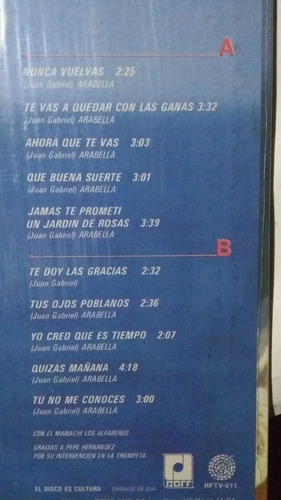 A
NUNCA VUELVAS 2:25
(Juan Gabriel) ARABELLA
TE VAS A QUEDAR CON LAS GANAS 3:32
(Juan Gabriel) ARABELLA
AHORA QUE TE VAS 3:03
(Juan Gabriel) ARABELLA
QUE BUENA SUERTE 3:01
(Juan Gabriel) ARABELLA
JAMAS TE PROMETI
UN JARDIN DE ROSAS 3:39
(Juan Gabriel) ARABELLA
B
TE DOY LAS GRACIAS 2:32
(Juan Gabriel)
TUS OJOS POBLANOS 2:36
(Juan Gabriel) ARABELLA
YO CREO QUE ES TIEMPO 2:07
(Juan Gabriel) ARABELLA
QUIZAS MAÑANA 4:18
(Juan Gabriel) ARABELLA
TU NO ME CONOCES 3:00
(Juan Gabriel) ARABELLA
CON EL MARIACHI LOS ALFAREROS
GRACIAS A PEPE HERNANDEZ
POR SU INTERVENCION EN LA TROMPETA
EL DISCO ES CULTURA GRABADO EN USA
PROFF RFTV-011